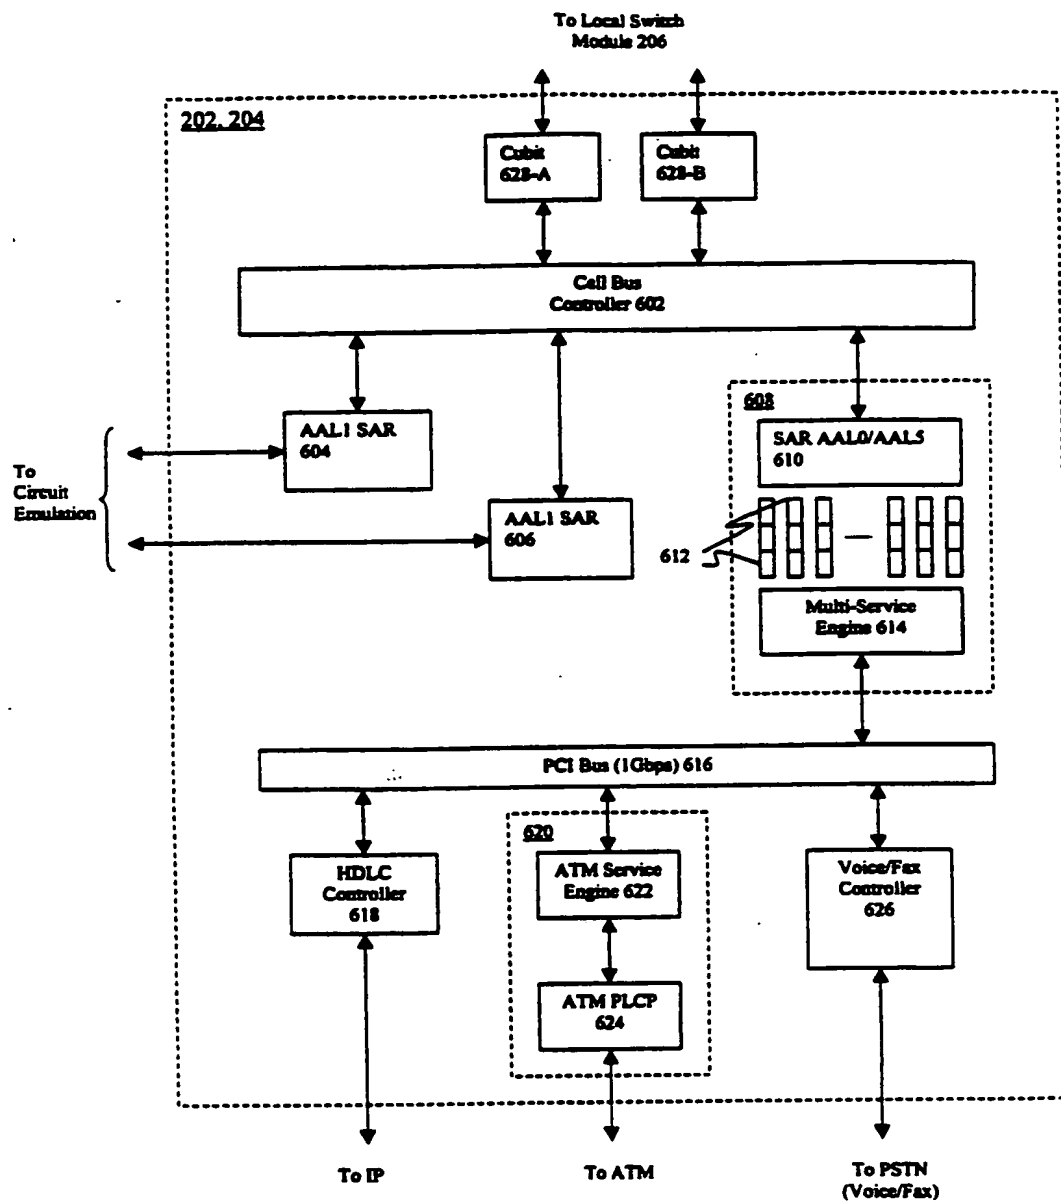 To Local Switch
Module 206
202, 204
Cubit
628-A
Cubit
628-B
Cell Bus
Controller 602
608
AAL1 SAR
604
SAR AAL0/AAL5
610
To
Circuit
Emulation
AAL1 SAR
606
612
Multi-Service
Engine 614
PCI Bus (1Gbps) 616
620
HDLC
Controller
618
ATM Service
Engine 622
Voice/Fax
Controller
626
ATM PLCP
624
To IP
To ATM
To PSTN
(Voice/Fax)